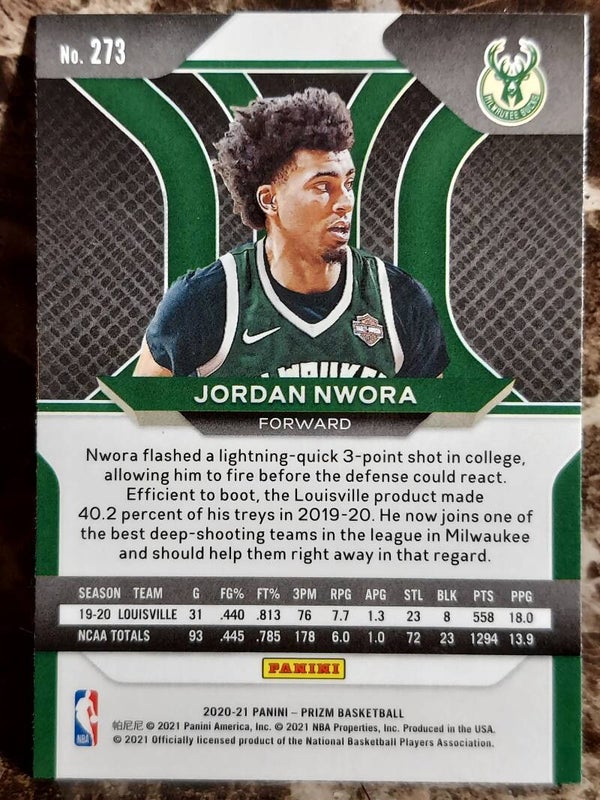 No. 273
MILWAUKEE BUCKS
JORDAN NWORA
FORWARD
Nwora flashed a lightning-quick 3-point shot in college,
allowing him to fire before the defense could react.
Efficient to boot, the Louisville product made
40.2 percent of his treys in 2019-20. He now joins one of
the best deep-shooting teams in the league in Milwaukee
and should help them right away in that regard.
SEASON TEAM G FG% FT% 3PM RPG APG STL BLK PTS PPG
19-20 LOUISVILLE 31 .440 .813 76 7.7 1.3 23 8 558 18.0
NCAA TOTALS 93 .445 .785 178 6.0 1.0 72 23 1294 13.9
PANINI
2020-21 PANINI – PRIZM BASKETBALL
帕尼尼 © 2021 Panini America, Inc. © 2021 NBA Properties, Inc. Produced in the USA.
© 2021 Officially licensed product of the National Basketball Players Association.
NBA